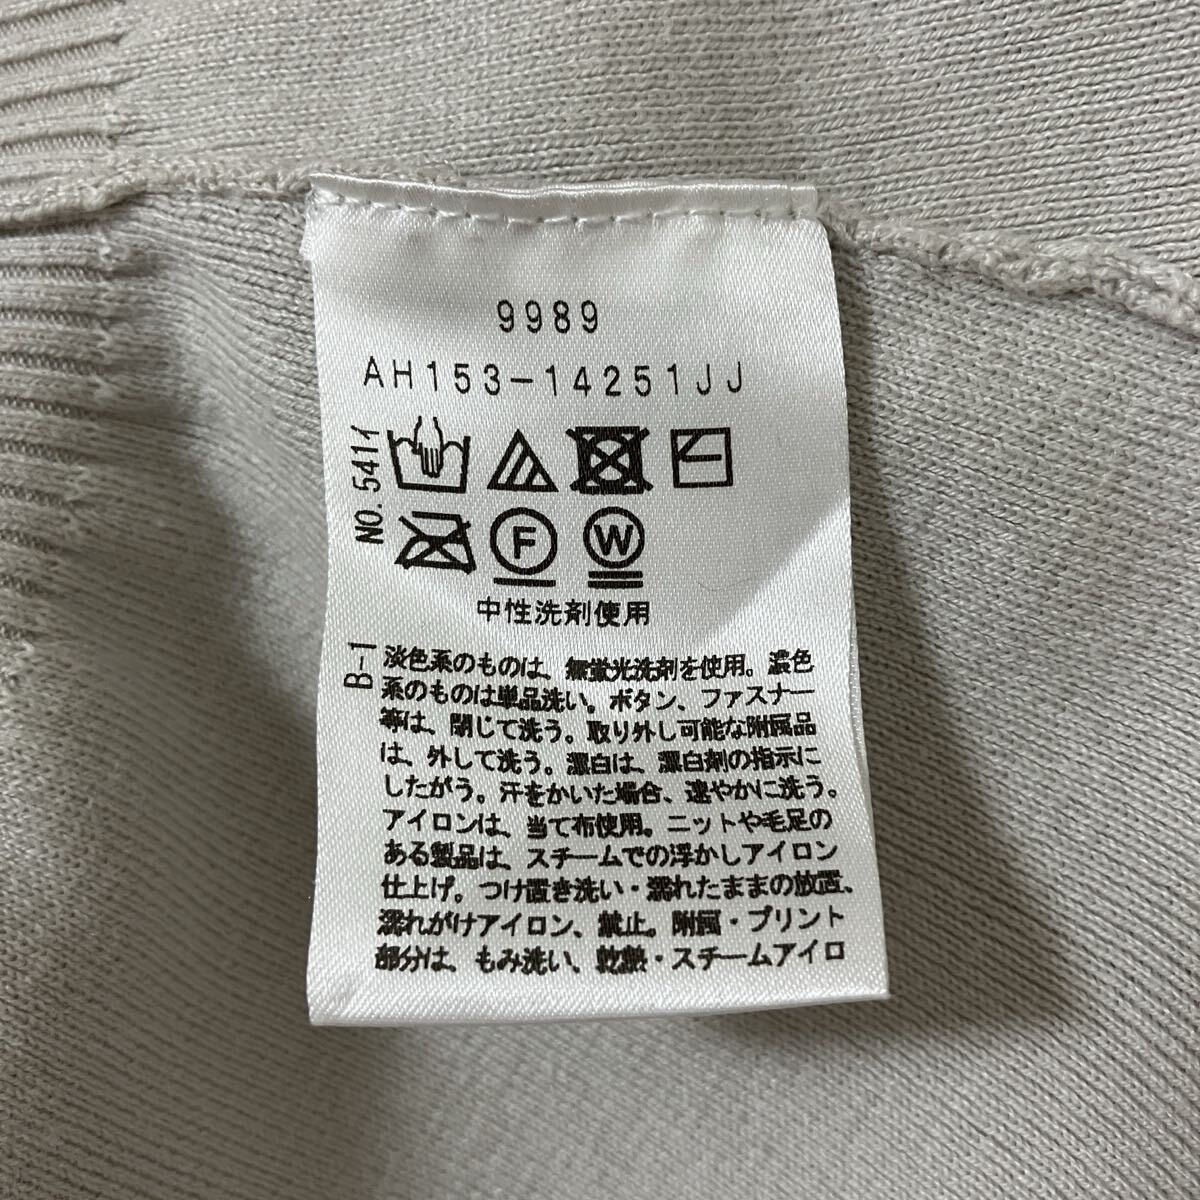 9989
AH153-14251JJ
NO.5411
F
W
中性洗剤使用
B-1
淡色系のものは、無蛍光洗剤を使用。濃色
系のものは単品洗い。ボタン、ファスナー
等は、閉じて洗う。取り外し可能な附属品
は、外して洗う。漂白は、漂白剤の指示に
したがう。汗をかいた場合、速やかに洗う。
アイロンは、当て布使用。ニットや毛足の
ある製品は、スチームでの浮かしアイロン
仕上げ。つけ置き洗い・濡れたままの放置、
濡れがけアイロン、禁止。附属・プリント
部分は、もみ洗い、乾熱・スチームアイロ